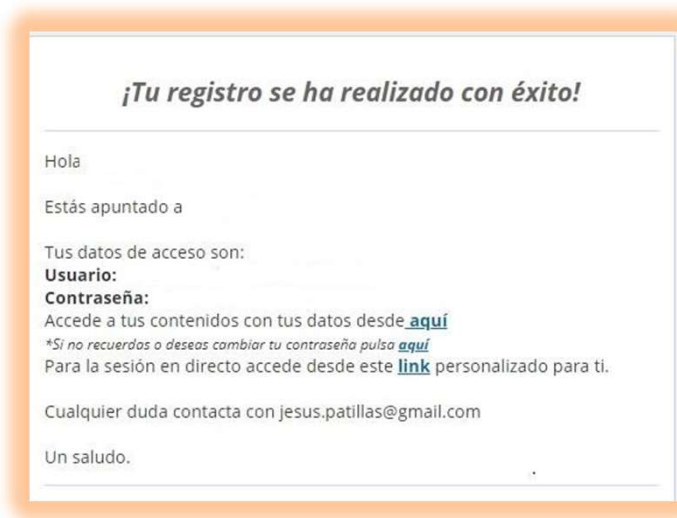 ¡Tu registro se ha realizado con éxito!
Hola
Estás apuntado a
Tus datos de acceso son:
Usuario:
Contraseña:
Accede a tus contenidos con tus datos desde aquí
*Si no recuerdas o deseas cambiar tu contraseña pulsa aquí
Para la sesión en directo accede desde este link personalizado para ti.
Cualquier duda contacta con jesus.patillas@gmail.com
Un saludo.